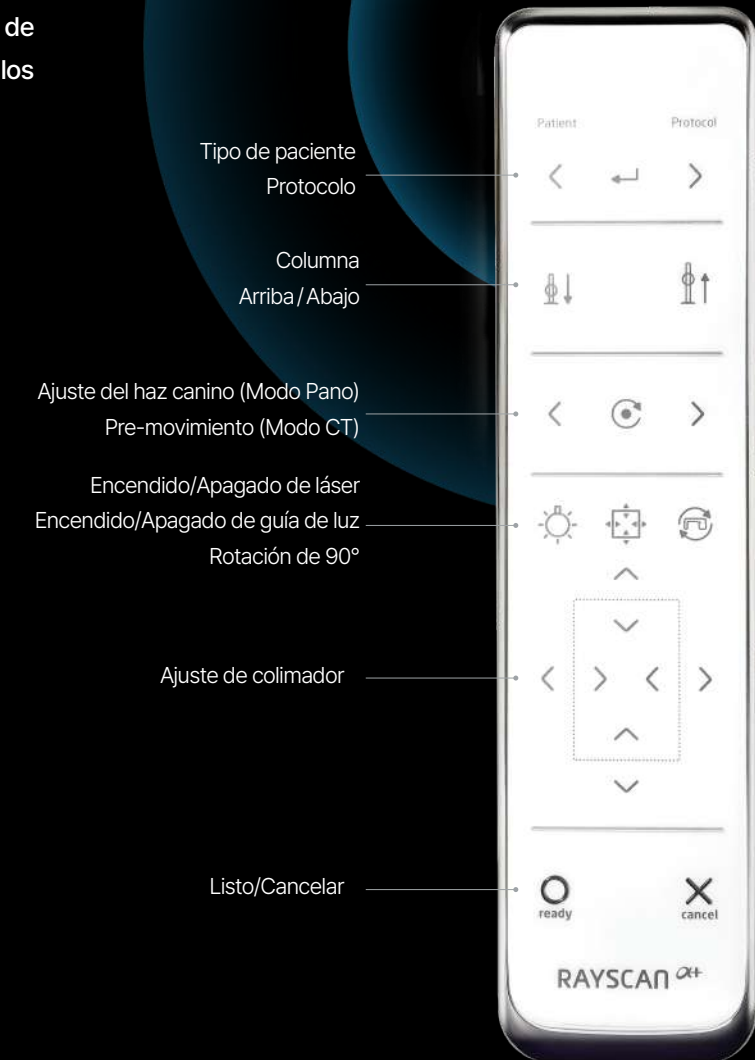 de
los
Patient Protocol
Tipo de paciente
Protocolo
Columna
Arriba/Abajo
Ajuste del haz canino (Modo Pano)
Pre-movimiento (Modo CT)
Encendido/Apagado de láser
Encendido/Apagado de guía de luz
Rotación de 90°
Ajuste de colimador
Listo/Cancelar
ready cancel
RAYSCAN α+